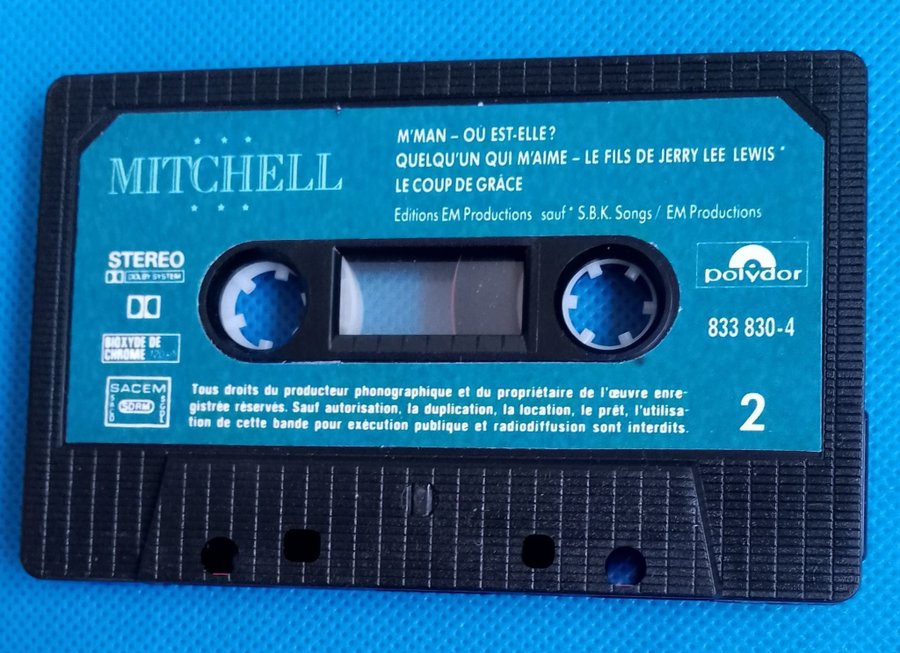 MITCHELL
M'MAN – OÙ EST-ELLE?
QUELQU'UN QUI M'AIME – LE FILS DE JERRY LEE LEWIS *
LE COUP DE GRÂCE
Editions EM Productions sauf * S.B.K. Songs / EM Productions
STEREO
DOLBY SYSTEM
BIOXYDE DE
CHROME
polydor
833 830-4
SACEM
SACD
SDRM
SCDE
Tous droits du producteur phonographique et du propriétaire de l'œuvre enre-
gistrée réservés. Sauf autorisation, la duplication, la location, le prêt, l'utilisa-
tion de cette bande pour exécution publique et radiodiffusion sont interdits.
2